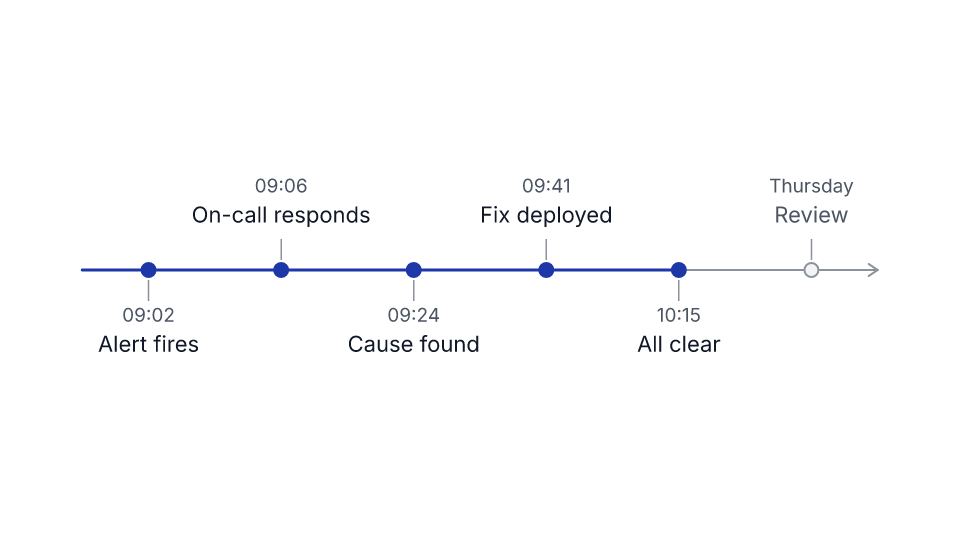 09:02
Alert fires
09:06
On-call responds
09:24
Cause found
09:41
Fix deployed
10:15
All clear
Thursday
Review